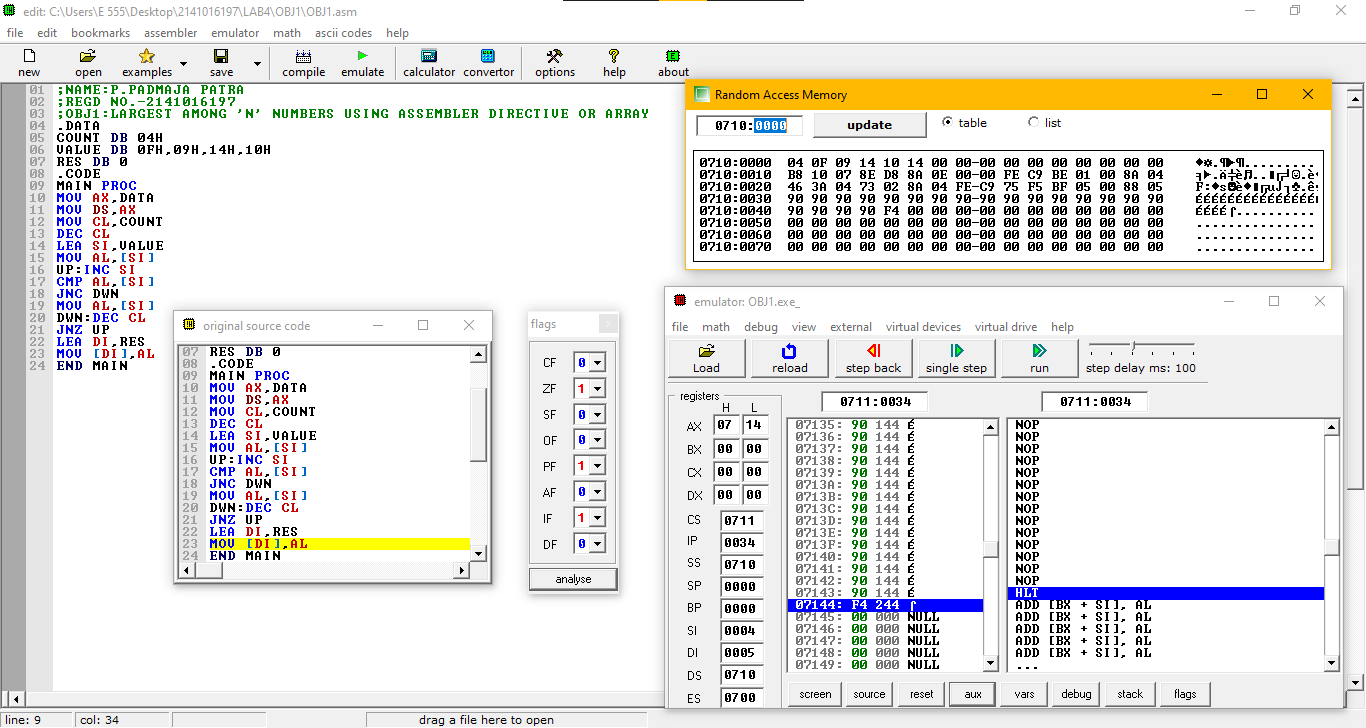 edit: C:\Users\E 555\Desktop\2141016197\LAB4\OBJ1\OBJ1.asm
file edit bookmarks assembler emulator math ascii codes help
new open examples save compile emulate calculator convertor options help about
01 ;NAME:P.PADMAJA PATRA
02 ;REGD NO.-2141016197
03 ;OBJ1:LARGEST AMONG 'N' NUMBERS USING ASSEMBLER DIRECTIVE OR ARRAY
04 .DATA
05 COUNT DB 04H
06 VALUE DB 0FH,09H,14H,10H
07 RES DB 0
08 .CODE
09 MAIN PROC
10 MOV AX,DATA
11 MOV DS,AX
12 MOV CL,COUNT
13 DEC CL
14 LEA SI,VALUE
15 MOV AL,[SI]
16 UP:INC SI
17 CMP AL,[SI]
18 JNC DWN
19 MOV AL,[SI]
20 DWN:DEC CL
21 JNZ UP
22 LEA DI,RES
23 MOV [DI],AL
24 END MAIN
Random Access Memory
0710:0000 update table list
0710:0000 04 0F 09 14 10 14 00 00-00 00 00 00 00 00 00 00
0710:0010 B8 10 07 8E D8 8A 0E 00-00 FE C9 BE 01 00 8A 04
0710:0020 46 3A 04 73 02 8A 04 FE-C9 75 F5 BF 05 00 88 05
0710:0030 90 90 90 90 90 90 90 90-90 90 90 90 90 90 90 90
0710:0040 90 90 90 90 F4 00 00 00-00 00 00 00 00 00 00 00
0710:0050 00 00 00 00 00 00 00 00-00 00 00 00 00 00 00 00
0710:0060 00 00 00 00 00 00 00 00-00 00 00 00 00 00 00 00
0710:0070 00 00 00 00 00 00 00 00-00 00 00 00 00 00 00 00
original source code
07 RES DB 0
08 .CODE
09 MAIN PROC
10 MOV AX,DATA
11 MOV DS,AX
12 MOV CL,COUNT
13 DEC CL
14 LEA SI,VALUE
15 MOV AL,[SI]
16 UP:INC SI
17 CMP AL,[SI]
18 JNC DWN
19 MOV AL,[SI]
20 DWN:DEC CL
21 JNZ UP
22 LEA DI,RES
23 MOV [DI],AL
24 END MAIN
flags
CF 0
ZF 1
SF 0
OF 0
PF 1
AF 0
IF 1
DF 0
analyse
emulator: OBJ1.exe_
file math debug view external virtual devices virtual drive help
Load reload step back single step run step delay ms: 100
registers
H L
AX 07 14
BX 00 00
CX 00 00
DX 00 00
CS 0711
IP 0034
SS 0710
SP 0000
BP 0000
SI 0004
DI 0005
DS 0710
ES 0700
0711:0034
07135: 90 144 É
07136: 90 144 É
07137: 90 144 É
07138: 90 144 É
07139: 90 144 É
0713A: 90 144 É
0713B: 90 144 É
0713C: 90 144 É
0713D: 90 144 É
0713E: 90 144 É
0713F: 90 144 É
07140: 90 144 É
07141: 90 144 É
07142: 90 144 É
07143: 90 144 É
07144: F4 244 ⌠
07145: 00 000 NULL
07146: 00 000 NULL
07147: 00 000 NULL
07148: 00 000 NULL
07149: 00 000 NULL
0711:0034
NOP
NOP
NOP
NOP
NOP
NOP
NOP
NOP
NOP
NOP
NOP
NOP
NOP
NOP
HLT
ADD [BX + SI], AL
ADD [BX + SI], AL
ADD [BX + SI], AL
ADD [BX + SI], AL
ADD [BX + SI], AL
...
screen source reset aux vars debug stack flags
line: 9 col: 34 drag a file here to open